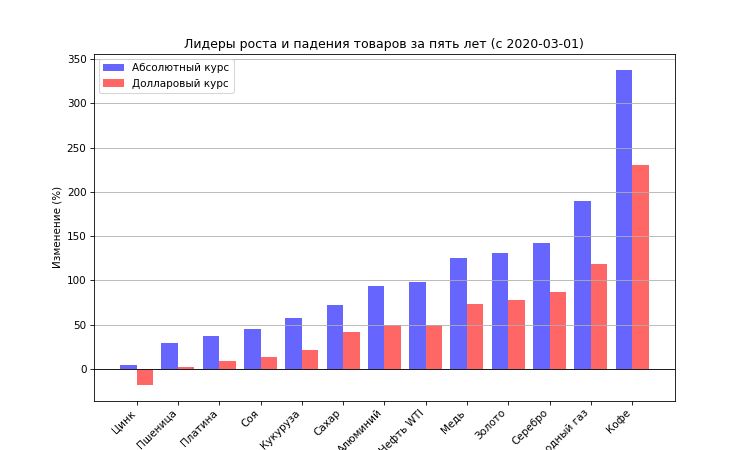 Лидеры роста и падения товаров за пять лет (с 2020-03-01)
Абсолютный курс
Долларовый курс
Изменение (%)
350
300
250
200
150
100
50
0
Цинк
Пшеница
Платина
Соя
Кукуруза
Сахар
Алюминий
Нефть WTI
Медь
Золото
Серебро
газ
Кофе